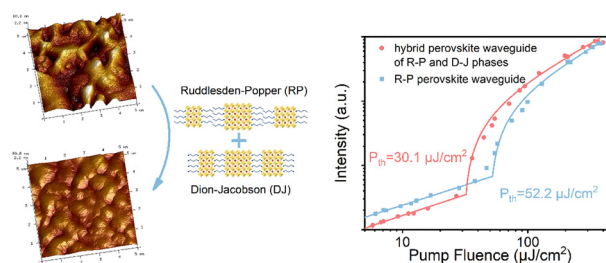 Ruddlesden-Popper (RP)
Dion-Jacobson (DJ)
hybrid perovskite waveguide
of R-P and D-J phases
R-P perovskite waveguide
Pth=30.1 μJ/cm²
Pth=52.2 μJ/cm²
Intensity (a.u.)
10
100
Pump Fluence (μJ/cm²)